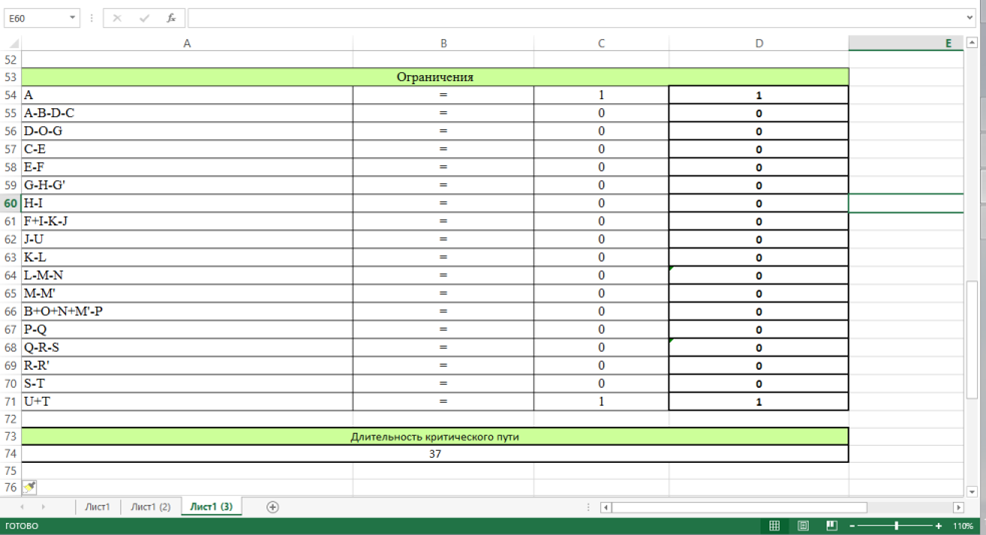 E60 fx
A B C D E
52
53 Ограничения
54 A = 1 1
55 A-B-D-C = 0 0
56 D-O-G = 0 0
57 C-E = 0 0
58 E-F = 0 0
59 G-H-G' = 0 0
60 H-I = 0 0
61 F+I-K-J = 0 0
62 J-U = 0 0
63 K-L = 0 0
64 L-M-N = 0 0
65 M-M' = 0 0
66 B+O+N+M'-P = 0 0
67 P-Q = 0 0
68 Q-R-S = 0 0
69 R-R' = 0 0
70 S-T = 0 0
71 U+T = 1 1
72
73 Длительность критического пути
74 37
75
76
Лист1 Лист1 (2) Лист1 (3)
ГОТОВО 110%